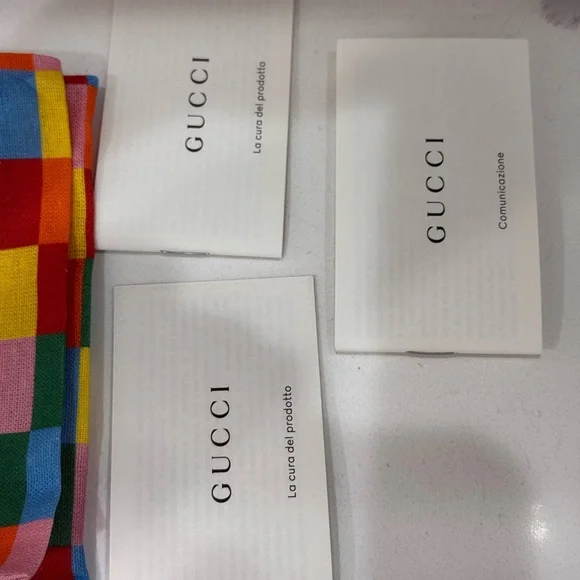 GUCCI
La cura del prodotto
GUCCI
Comunicazione
GUCCI
La cura del prodotto